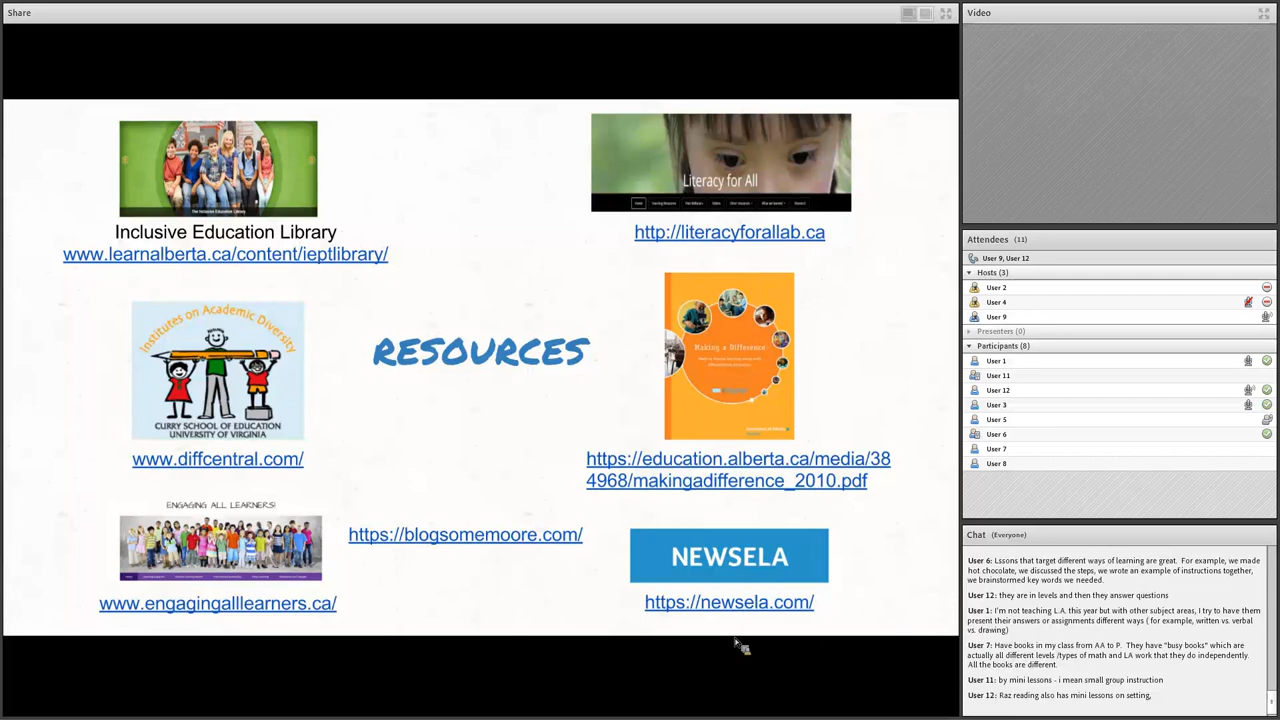 Share
Inclusive Education Library
www.learnalberta.ca/content/ieptlibrary/
Institutes on Academic Diversity
CURRY SCHOOL OF EDUCATION
UNIVERSITY OF VIRGINIA
www.diffcentral.com/
ENGAGING ALL LEARNERS!
www.engagingalllearners.ca/
RESOURCES
https://blogsomemoore.com/
Literacy for All
http://literacyforallab.ca
Making a Difference
https://education.alberta.ca/media/38
4968/makingadifference_2010.pdf
NEWSELA
https://newsela.com/
Video
Attendees (11)
User 9, User 12
Hosts (3)
User 2
User 4
User 9
Presenters (0)
Participants (8)
User 1
User 11
User 12
User 3
User 5
User 6
User 7
User 8
Chat (Everyone)
User 6: Lssons that target different ways of learning are great. For example, we made
hot chocolate, we discussed the steps, we wrote an example of instructions together,
we brainstormed key words we needed.
User 12: they are in levels and then they answer questions
User 1: I'm not teaching L.A. this year but with other subject areas, I try to have them
present their answers or assignments different ways ( for example, written vs. verbal
vs. drawing)
User 7: Have books in my class from AA to P. They have "busy books" which are
actually all different levels /types of math and LA work that they do independently.
All the books are different.
User 11: by mini lessons - i mean small group instruction
User 12: Raz reading also has mini lessons on setting,